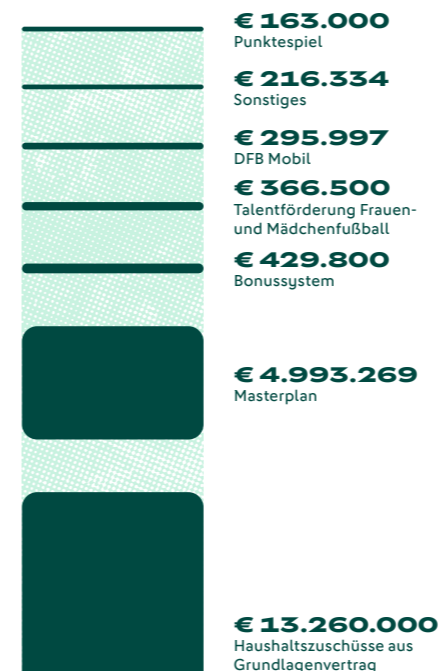 € 163.000
Punktespiel
€ 216.334
Sonstiges
€ 295.997
DFB Mobil
€ 366.500
Talentförderung Frauen-
und Mädchenfußball
€ 429.800
Bonussystem
€ 4.993.269
Masterplan
€ 13.260.000
Haushaltszuschüsse aus
Grundlagenvertrag